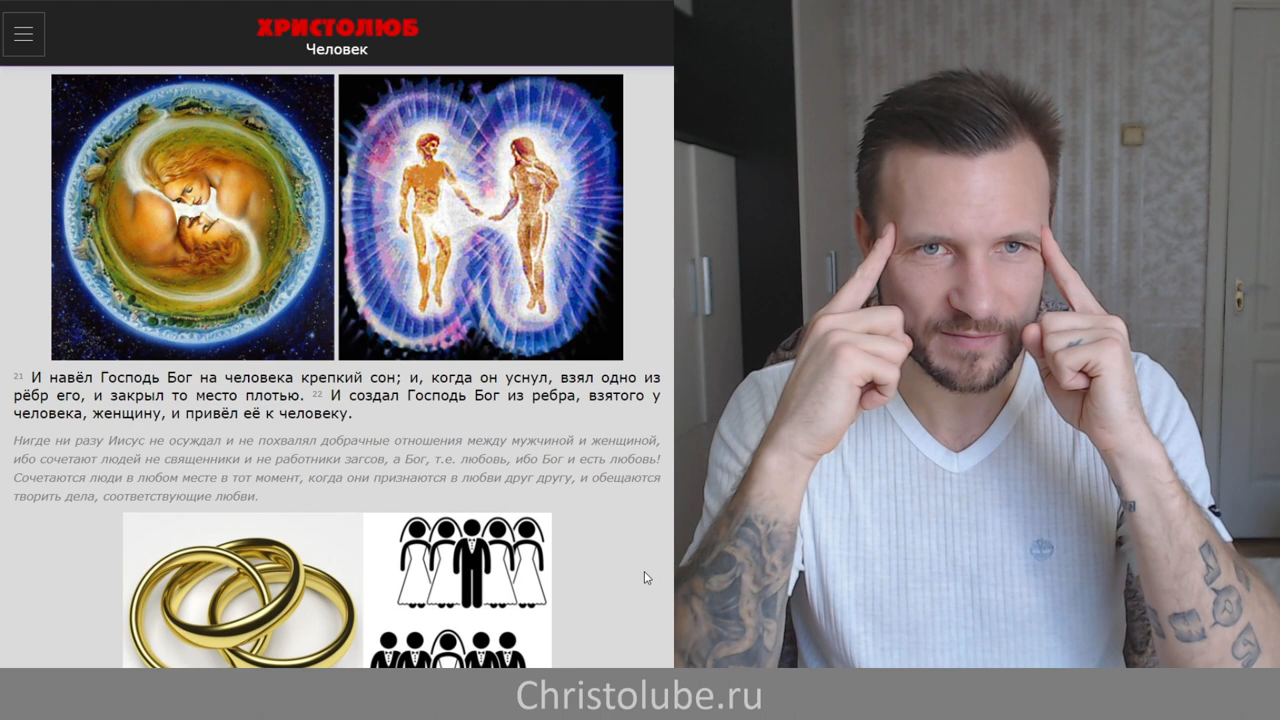 ХРИСТОЛЮБ
Человек
21 И навёл Господь Бог на человека крепкий сон; и, когда он уснул, взял одно из
рёбр его, и закрыл то место плотью. 22 И создал Господь Бог из ребра, взятого у
человека, женщину, и привёл её к человеку.
Нигде ни разу Иисус не осуждал и не похвалял добрачные отношения между мужчиной и женщиной,
ибо сочетают людей не священники и не работники загсов, а Бог, т.е. любовь, ибо Бог и есть любовь!
Сочетаются люди в любом месте в тот момент, когда они признаются в любви друг другу, и обещаются
творить дела, соответствующие любви.
Christolube.ru